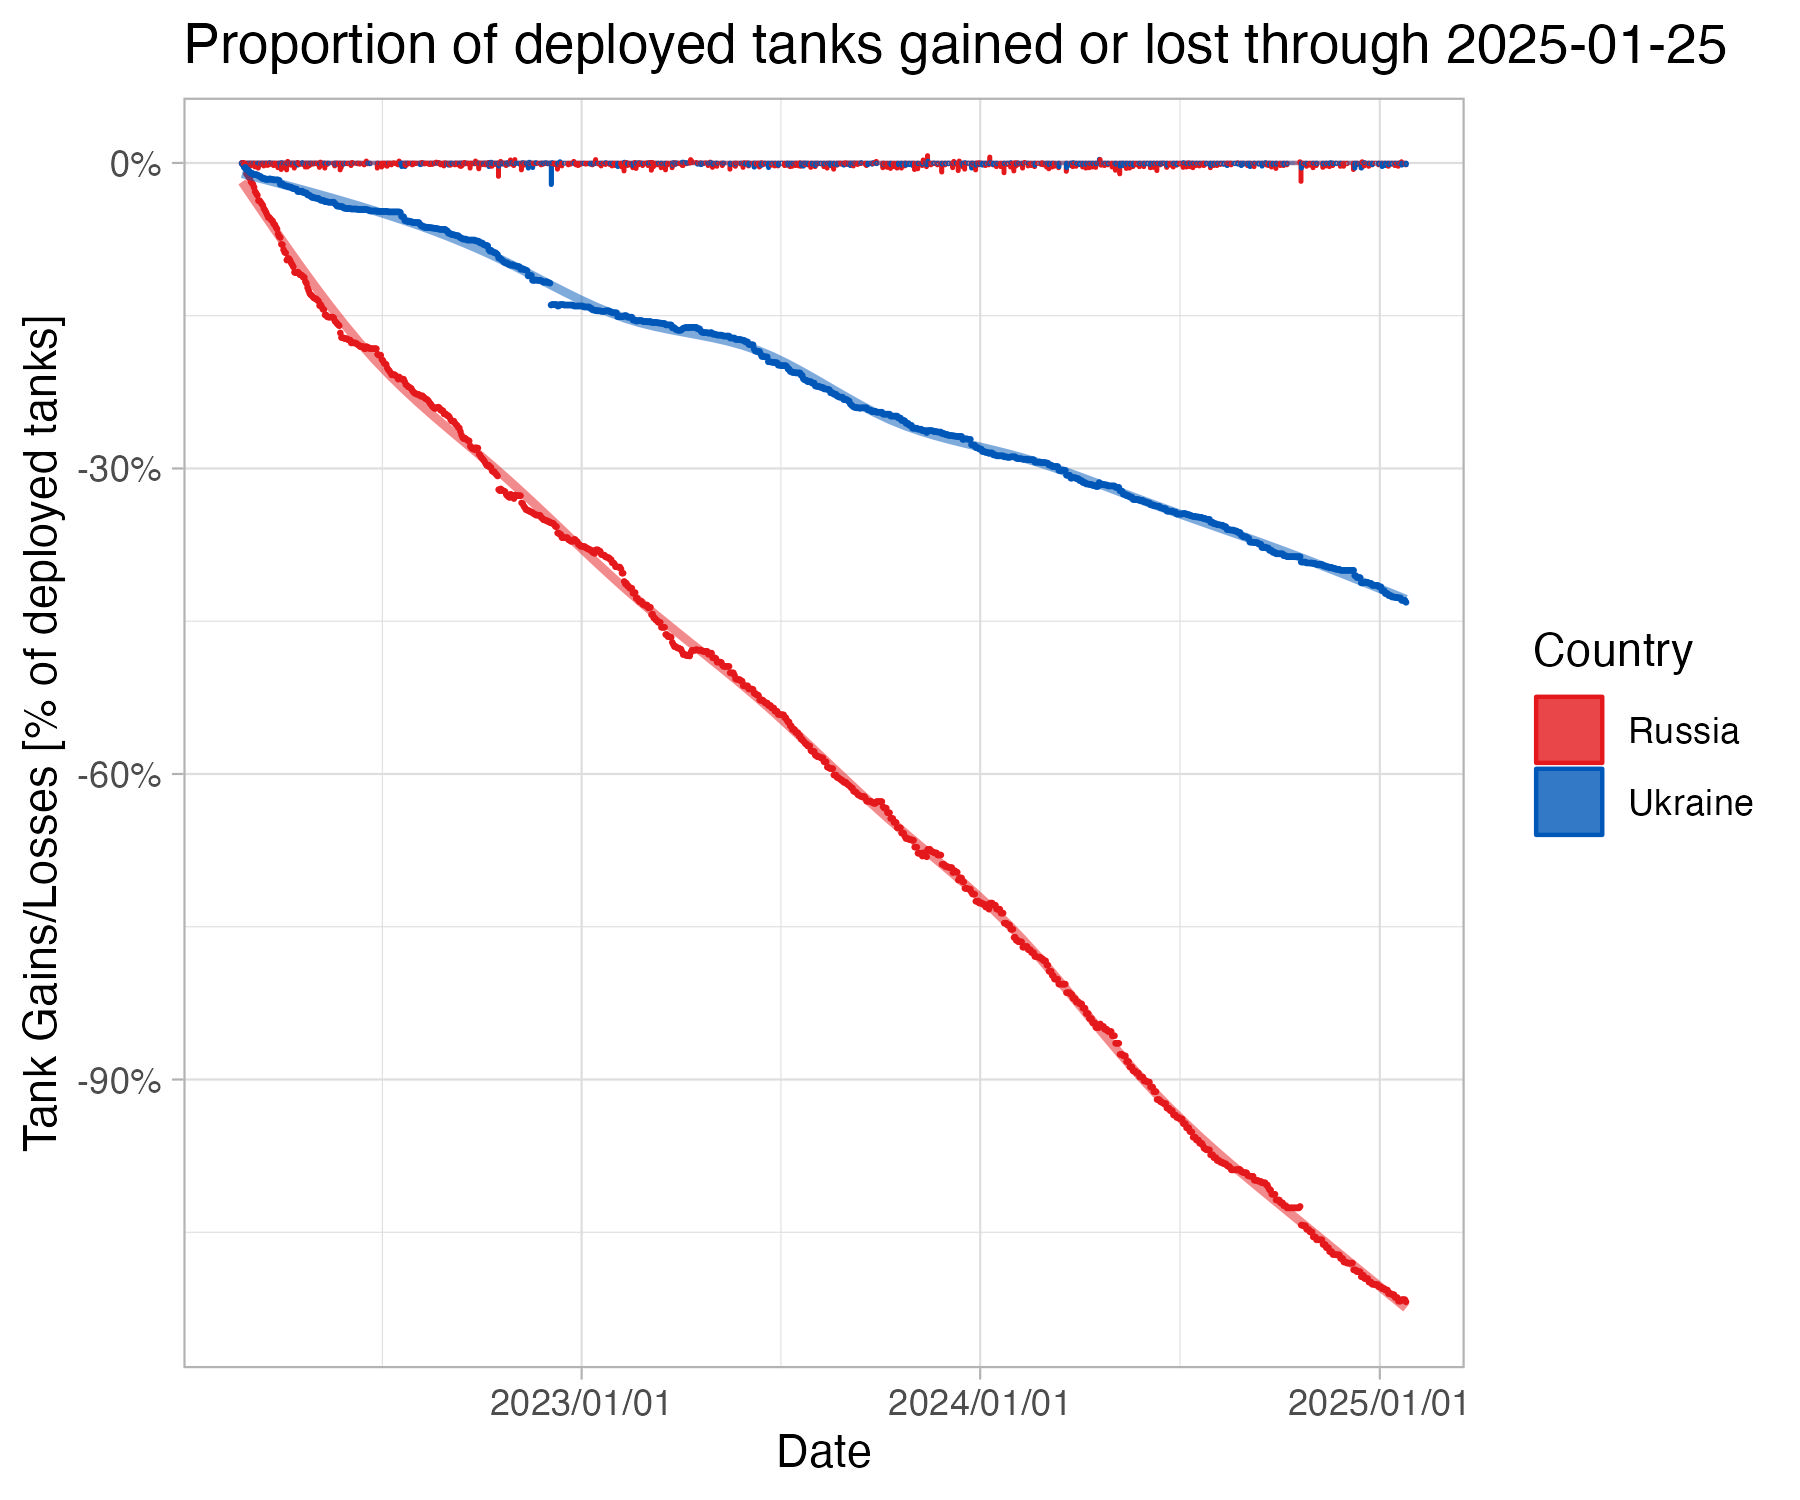 Proportion of deployed tanks gained or lost through 2025-01-25
Tank Gains/Losses [% of deployed tanks]
0%
-30%
-60%
-90%
2023/01/01
2024/01/01
2025/01/01
Date
Country
Russia
Ukraine